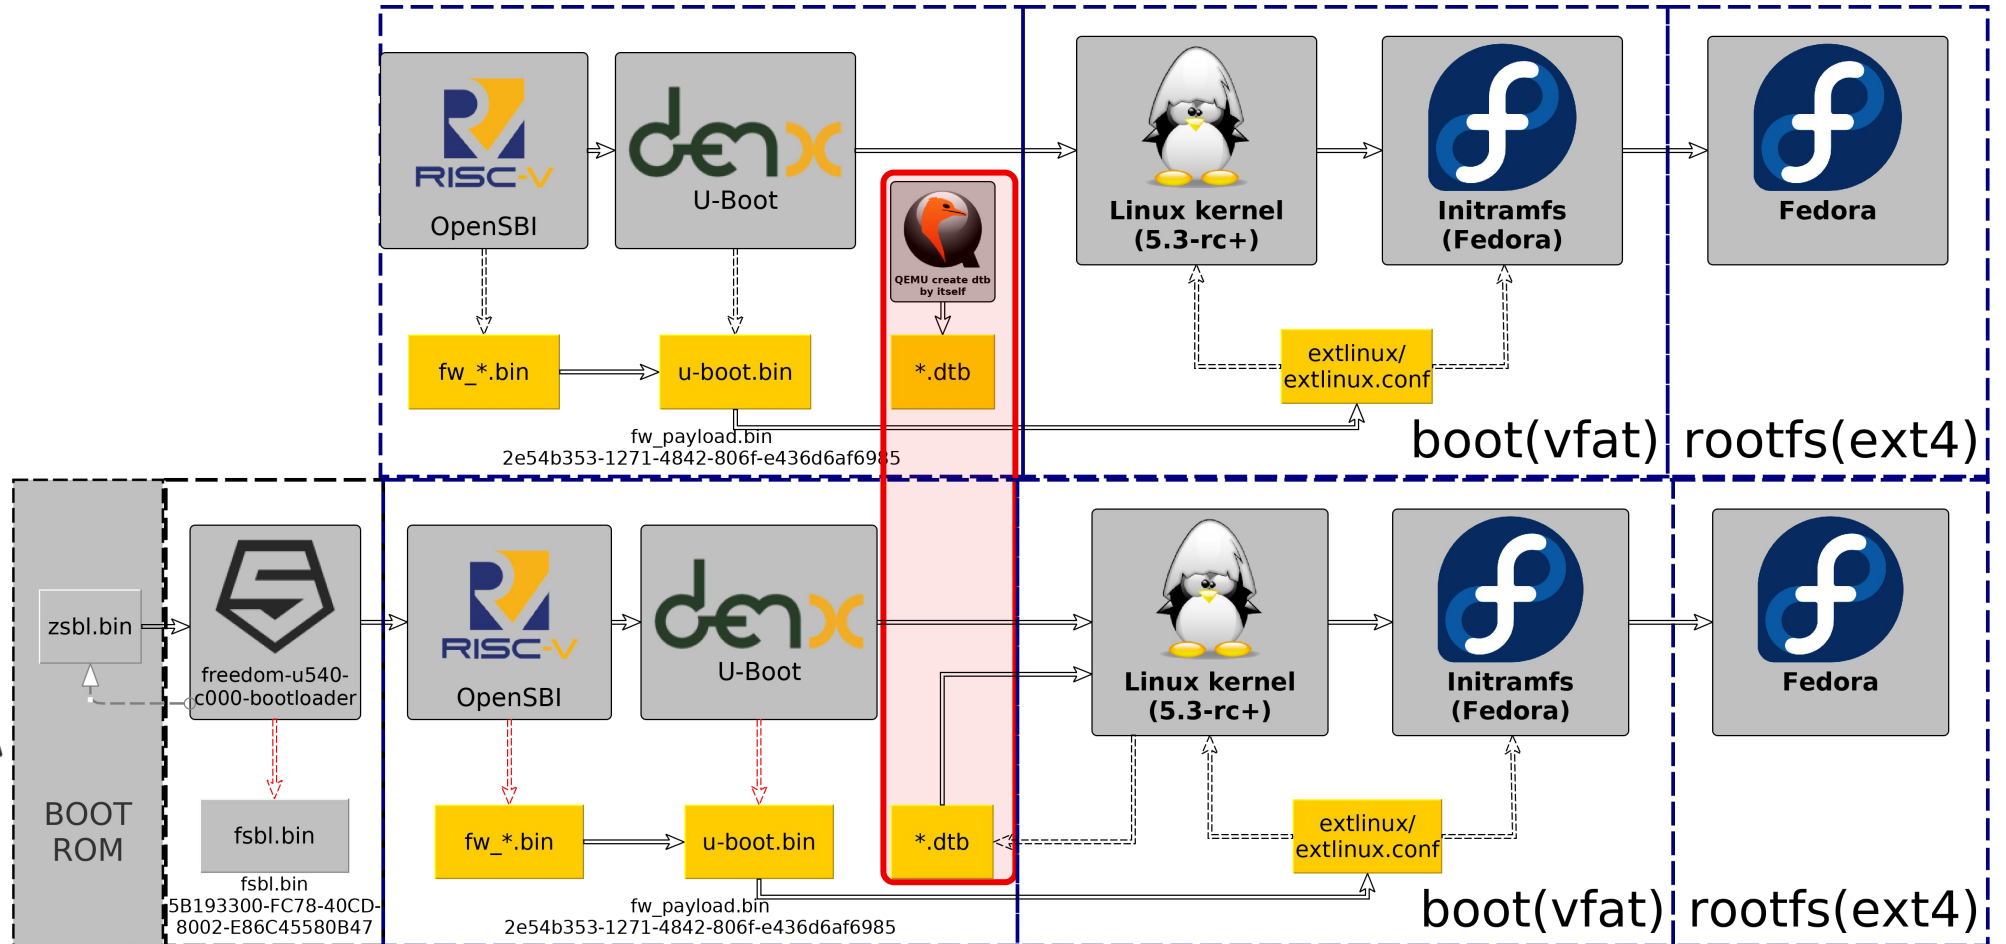 RISC-V
OpenSBI
denx
U-Boot
QEMU create dtb
by itself
Linux kernel
(5.3-rc+)
Initramfs
(Fedora)
Fedora
fw_*.bin
u-boot.bin
*.dtb
extlinux/
extlinux.conf
fw_payload.bin
2e54b353-1271-4842-806f-e436d6af6985
boot(vfat)
rootfs(ext4)
zsbl.bin
BOOT
ROM
freedom-u540-
c000-bootloader
fsbl.bin
fsbl.bin
5B193300-FC78-40CD-
8002-E86C45580B47
RISC-V
OpenSBI
denx
U-Boot
Linux kernel
(5.3-rc+)
Initramfs
(Fedora)
Fedora
fw_*.bin
u-boot.bin
*.dtb
extlinux/
extlinux.conf
fw_payload.bin
2e54b353-1271-4842-806f-e436d6af6985
boot(vfat)
rootfs(ext4)